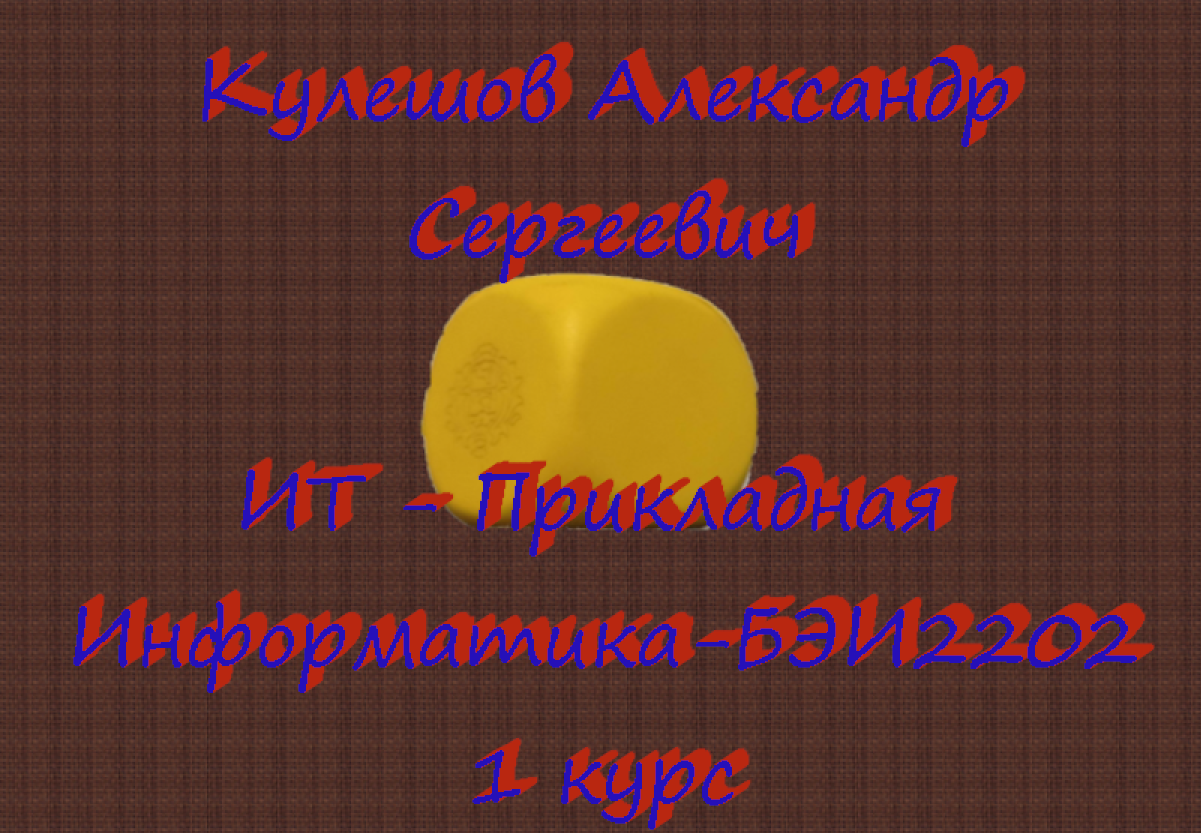 Кулешов Александр
Сергеевич
ИТ - Прикладная
Информатика-БЭИ2202
1 курс